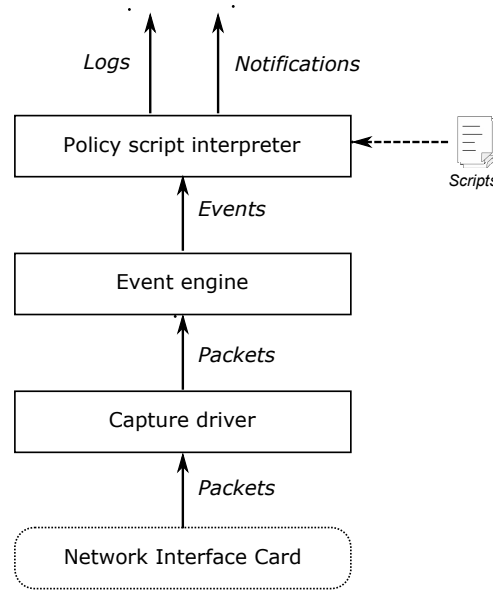 Logs
Notifications
Policy script interpreter
Scripts
Events
Event engine
Packets
Capture driver
Packets
Network Interface Card